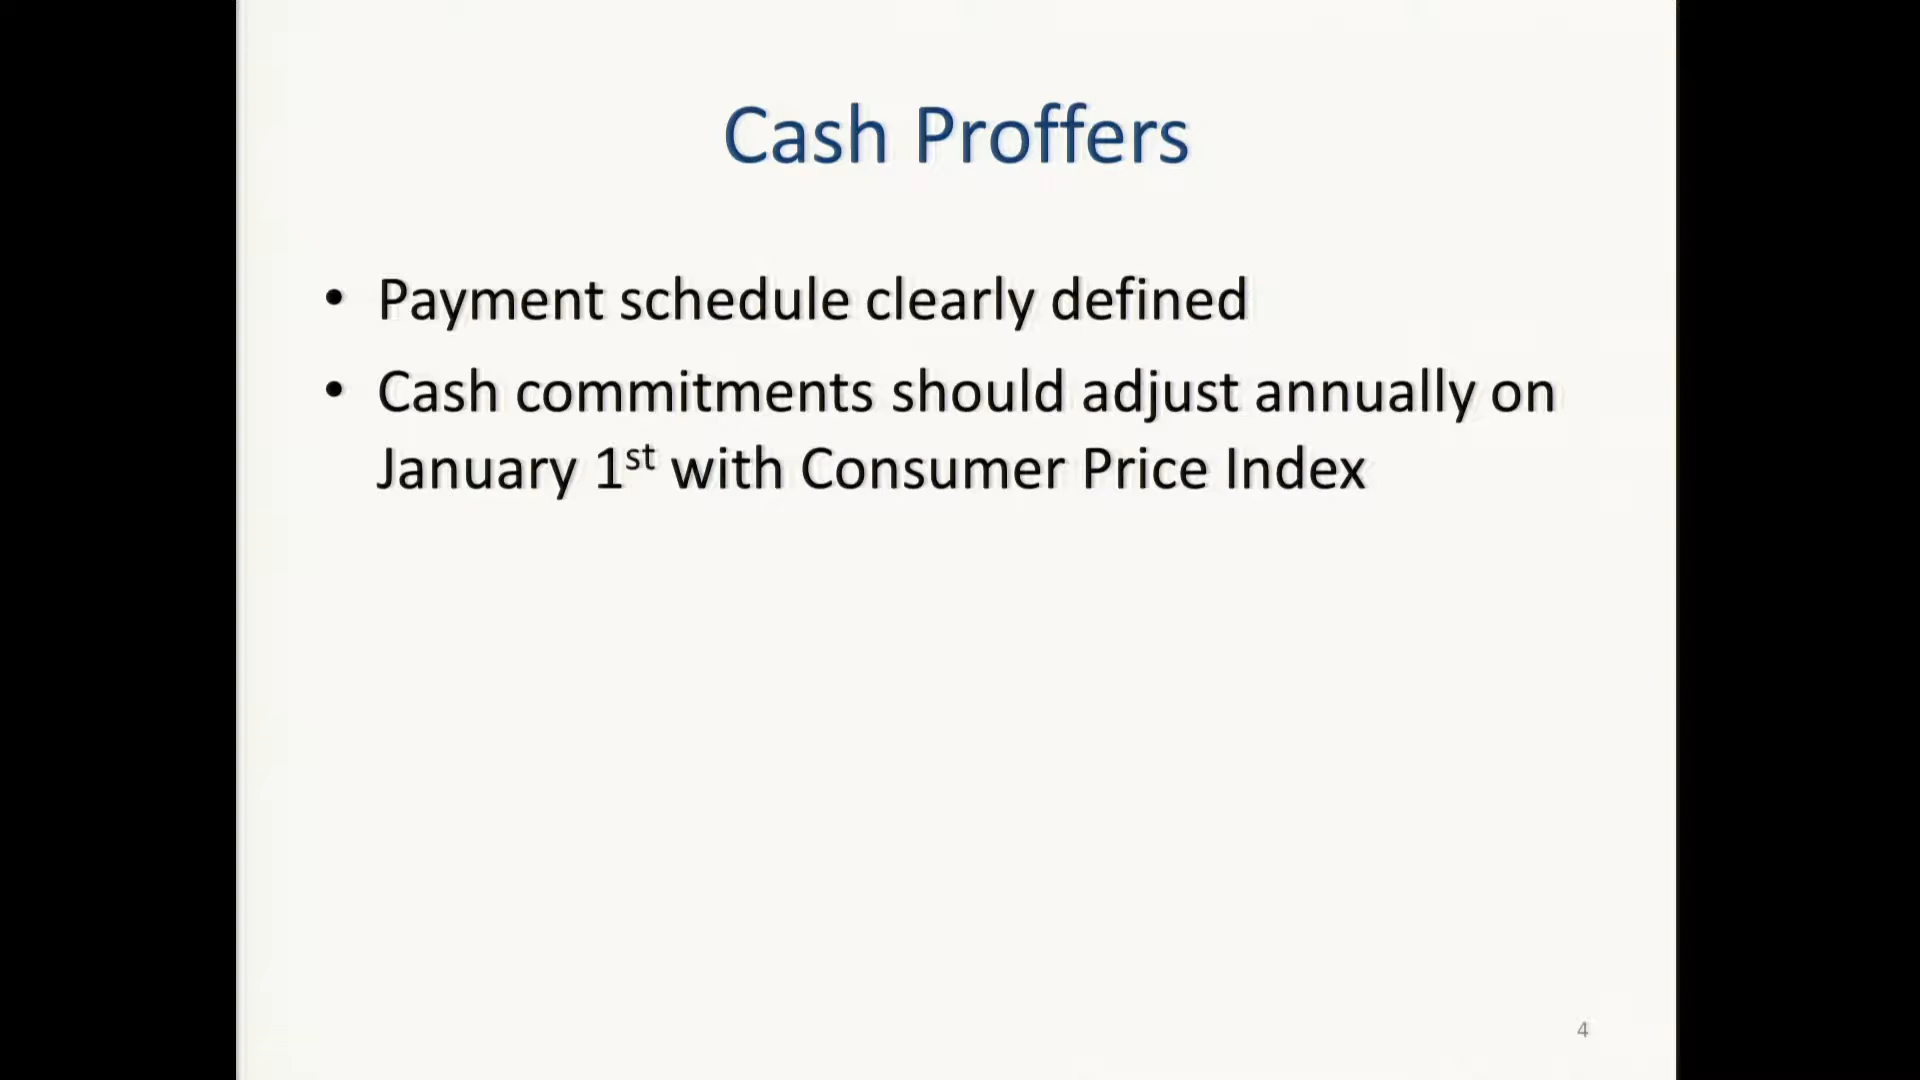 Cash Proffers
• Payment schedule clearly defined
• Cash commitments should adjust annually on
January 1st with Consumer Price Index
4